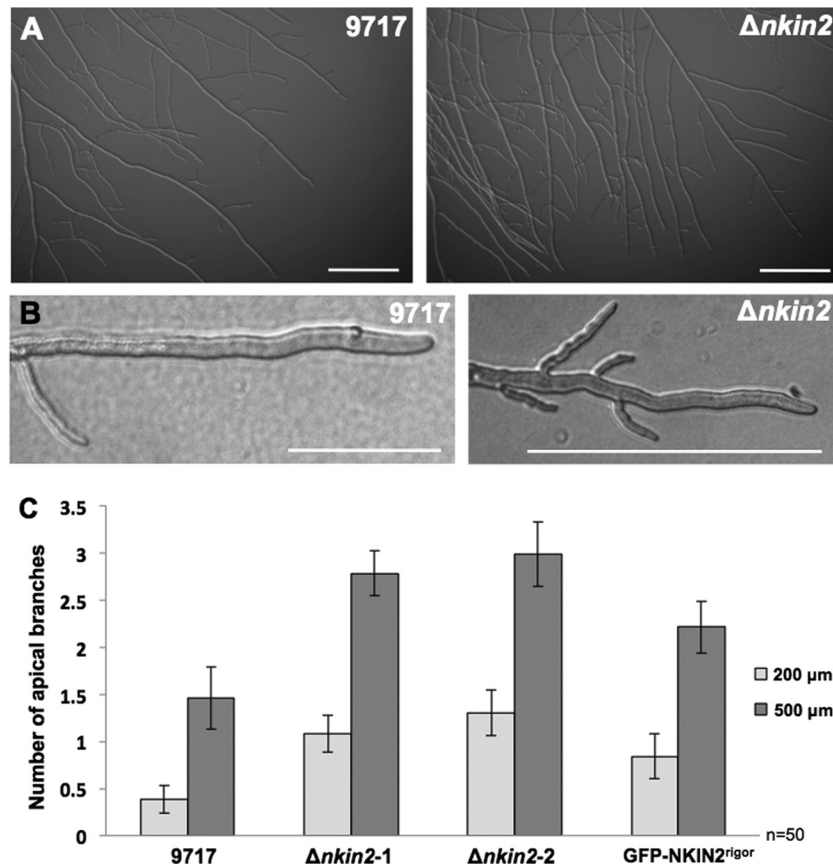 A
9717
Δnkin2
B
9717
Δnkin2
C
Number of apical branches
3.5
3
2.5
2
1.5
1
0.5
0
200 µm
500 µm
n=50
9717
Δnkin2-1
Δnkin2-2
GFP-NKIN2rigor